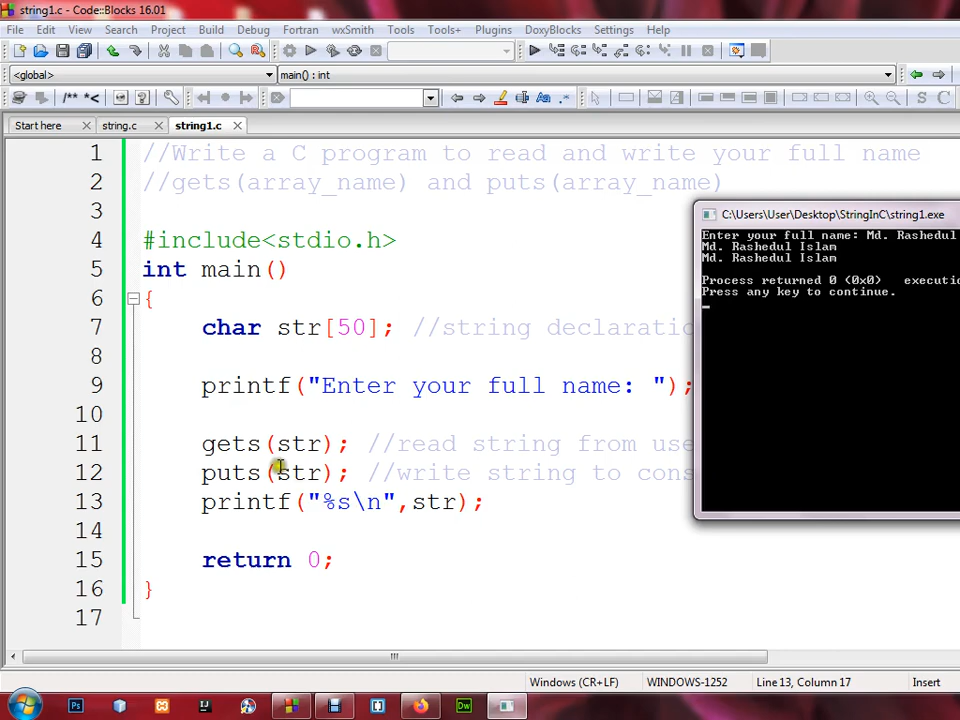 string1.c - Code::Blocks 16.01
File Edit View Search Project Build Debug Fortran wxSmith Tools Tools+ Plugins DoxyBlocks Settings Help
<global> main() : int
/** *< S C
Start here string.c string1.c
1 //Write a C program to read and write your full name
2 //gets(array_name) and puts(array_name)
3
4 #include<stdio.h>
5 int main()
6 {
7 char str[50]; //string declaratio
8
9 printf("Enter your full name: ");
10
11 gets(str); //read string from use
12 puts(str); //write string to cons
13 printf("%s\n",str);
14
15 return 0;
16 }
17
C:\Users\User\Desktop\StringInC\string1.exe
Enter your full name: Md. Rashedul
Md. Rashedul Islam
Md. Rashedul Islam
Process returned 0 (0x0) executio
Press any key to continue.
Windows (CR+LF) WINDOWS-1252 Line 13, Column 17 Insert
Ps Dw